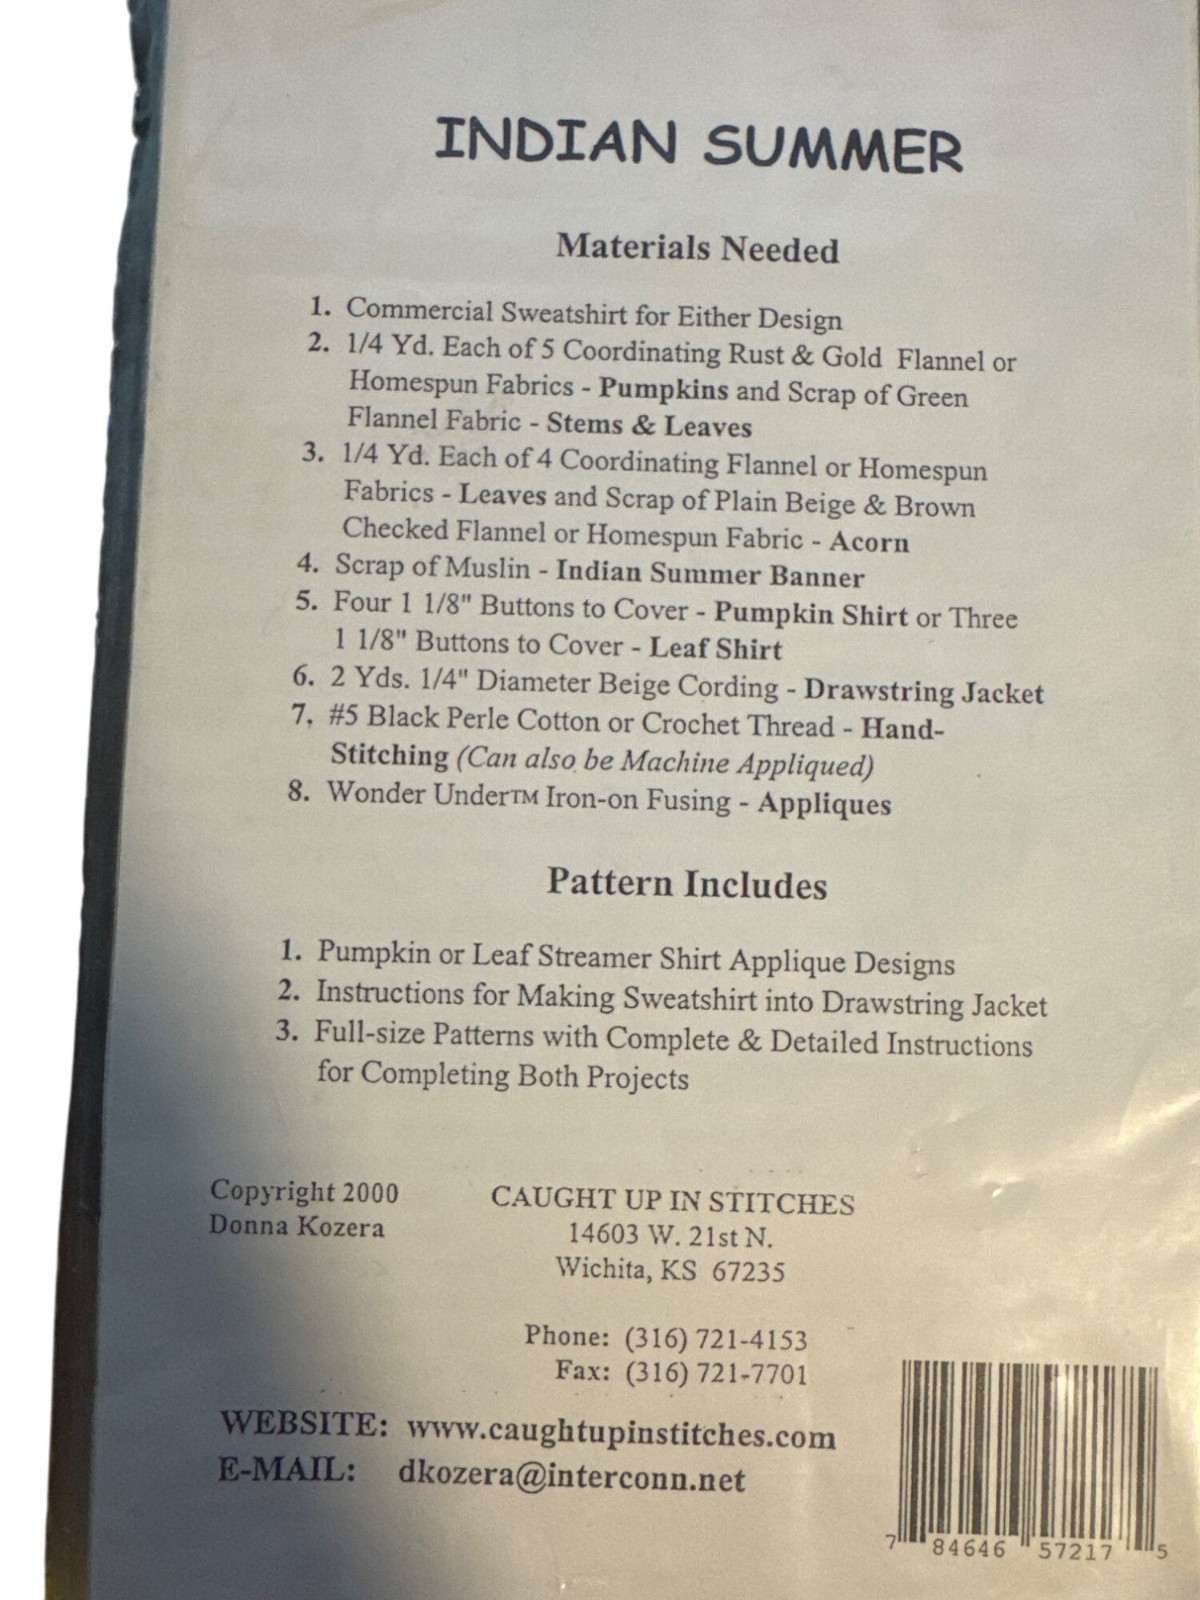 INDIAN SUMMER
Materials Needed
1. Commercial Sweatshirt for Either Design
2. 1/4 Yd. Each of 5 Coordinating Rust & Gold Flannel or
Homespun Fabrics - Pumpkins and Scrap of Green
Flannel Fabric - Stems & Leaves
3. 1/4 Yd. Each of 4 Coordinating Flannel or Homespun
Fabrics - Leaves and Scrap of Plain Beige & Brown
Checked Flannel or Homespun Fabric - Acorn
4. Scrap of Muslin - Indian Summer Banner
5. Four 1 1/8" Buttons to Cover - Pumpkin Shirt or Three
1 1/8" Buttons to Cover - Leaf Shirt
6. 2 Yds. 1/4" Diameter Beige Cording - Drawstring Jacket
7. #5 Black Perle Cotton or Crochet Thread - Hand-
Stitching (Can also be Machine Appliqued)
8. Wonder Under™ Iron-on Fusing - Appliques
Pattern Includes
1. Pumpkin or Leaf Streamer Shirt Applique Designs
2. Instructions for Making Sweatshirt into Drawstring Jacket
3. Full-size Patterns with Complete & Detailed Instructions
for Completing Both Projects
Copyright 2000
Donna Kozera
CAUGHT UP IN STITCHES
14603 W. 21st N.
Wichita, KS 67235
Phone: (316) 721-4153
Fax: (316) 721-7701
WEBSITE: www.caughtupinstitches.com
E-MAIL: dkozera@interconn.net
7 84646 57217 5